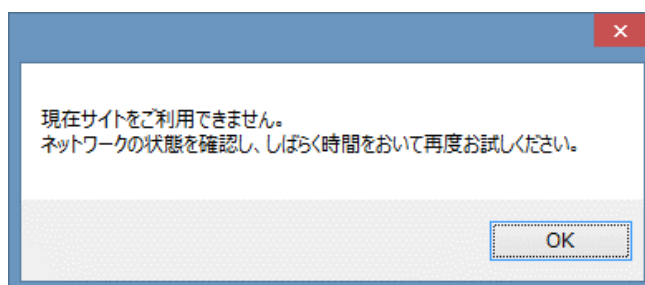 現在サイトをご利用できません。
ネットワークの状態を確認し、しばらく時間をおいて再度お試しください。
OK